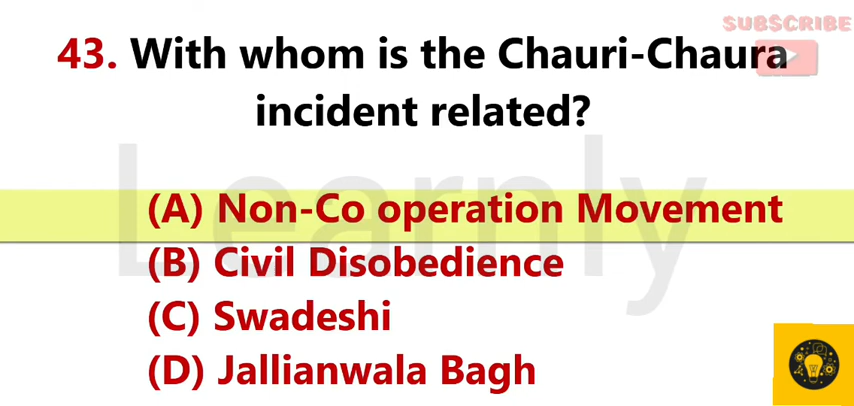 SUBSCRIBE
43. With whom is the Chauri-Chaura
incident related?
Learnly
(A) Non-Co operation Movement
(B) Civil Disobedience
(C) Swadeshi
(D) Jallianwala Bagh